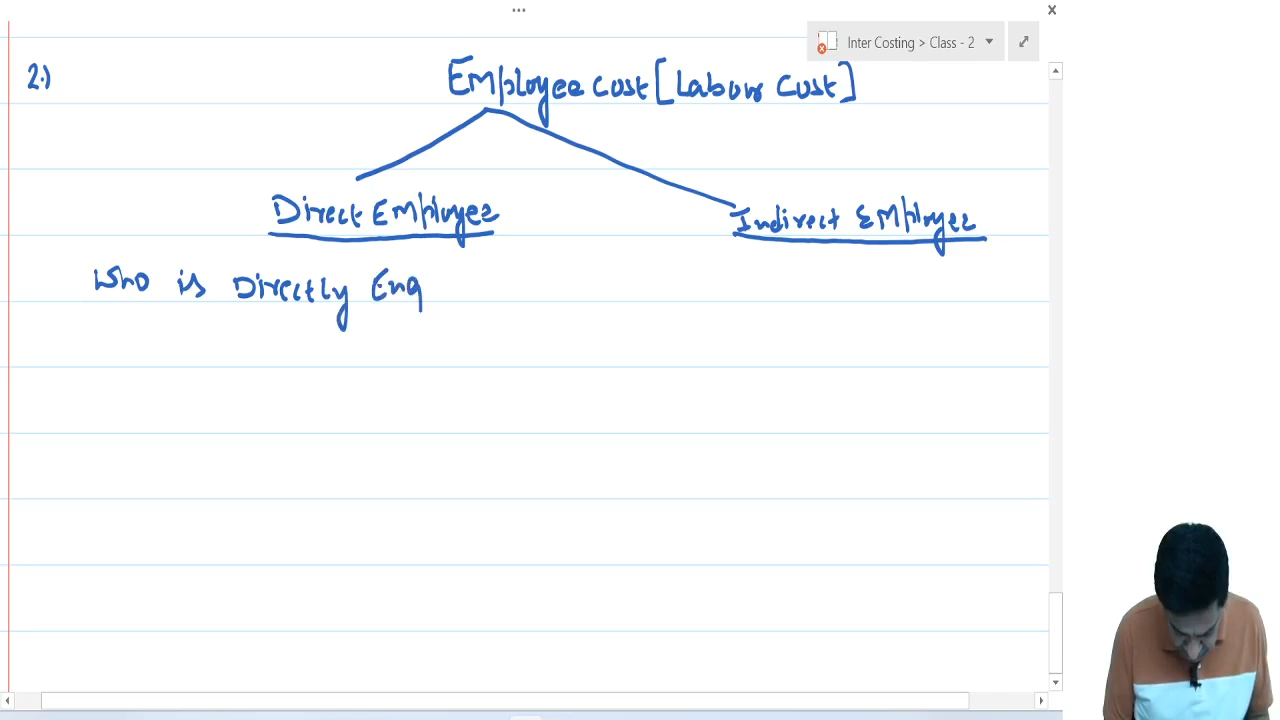 Inter Costing > Class - 2
2.) Employee Cost [Labour Cost]
Direct Employee Indirect Employee
Who is Directly Eng